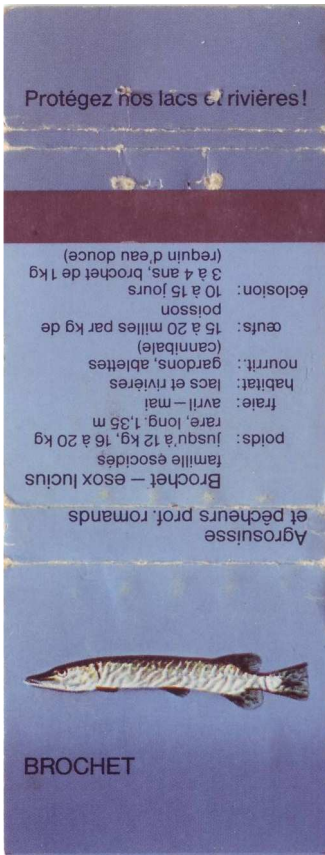 Protégez nos lacs et rivières!
Agrosuisse
et pêcheurs prof. romands
Brochet – esox lucius
famille ésocidés
poids: jusqu'à 12 kg, 16 à 20 kg
rare, long. 1,35 m
fraie: avril – mai
habitat: lacs et rivières
nourrit.: gardons, ablettes
(cannibale)
œufs: 15 à 20 milles par kg de
poisson
éclosion: 10 à 15 jours
3 à 4 ans, brochet de 1 kg
(requin d'eau douce)
BROCHET